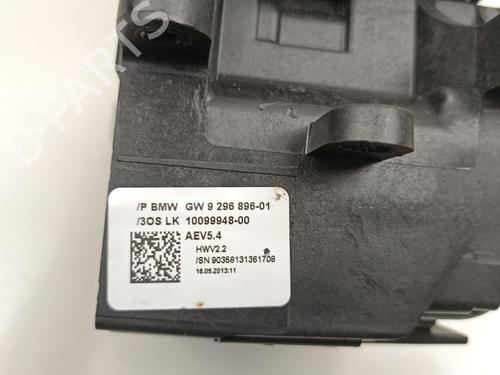 B-PARTS
/P BMW GW 9 296 896-01
/3OS LK 10099948-00
AEV5.4
HWV2.2
/SN 90358131361708
16.05.2013:11